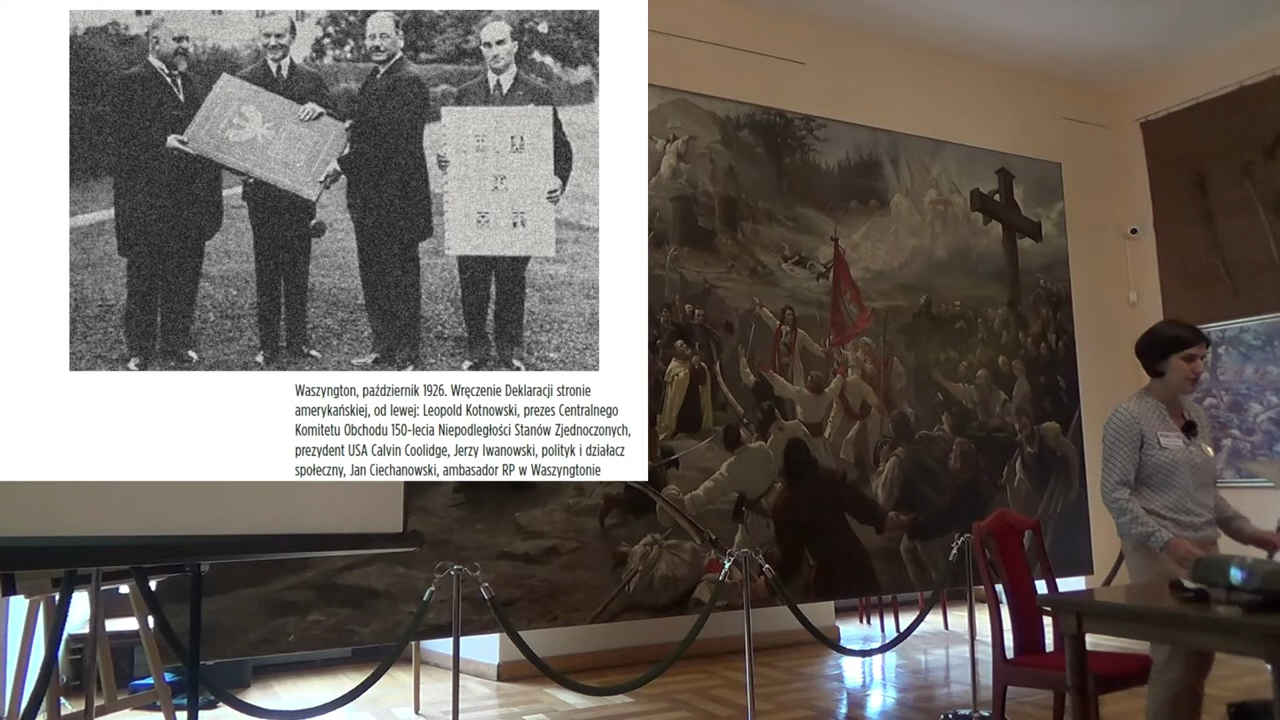 Waszyngton, październik 1926. Wręczenie Deklaracji stronie
amerykańskiej, od lewej: Leopold Kotnowski, prezes Centralnego
Komitetu Obchodu 150-lecia Niepodległości Stanów Zjednoczonych,
prezydent USA Calvin Coolidge, Jerzy Iwanowski, polityk i działacz
społeczny, Jan Ciechanowski, ambasador RP w Waszyngtonie